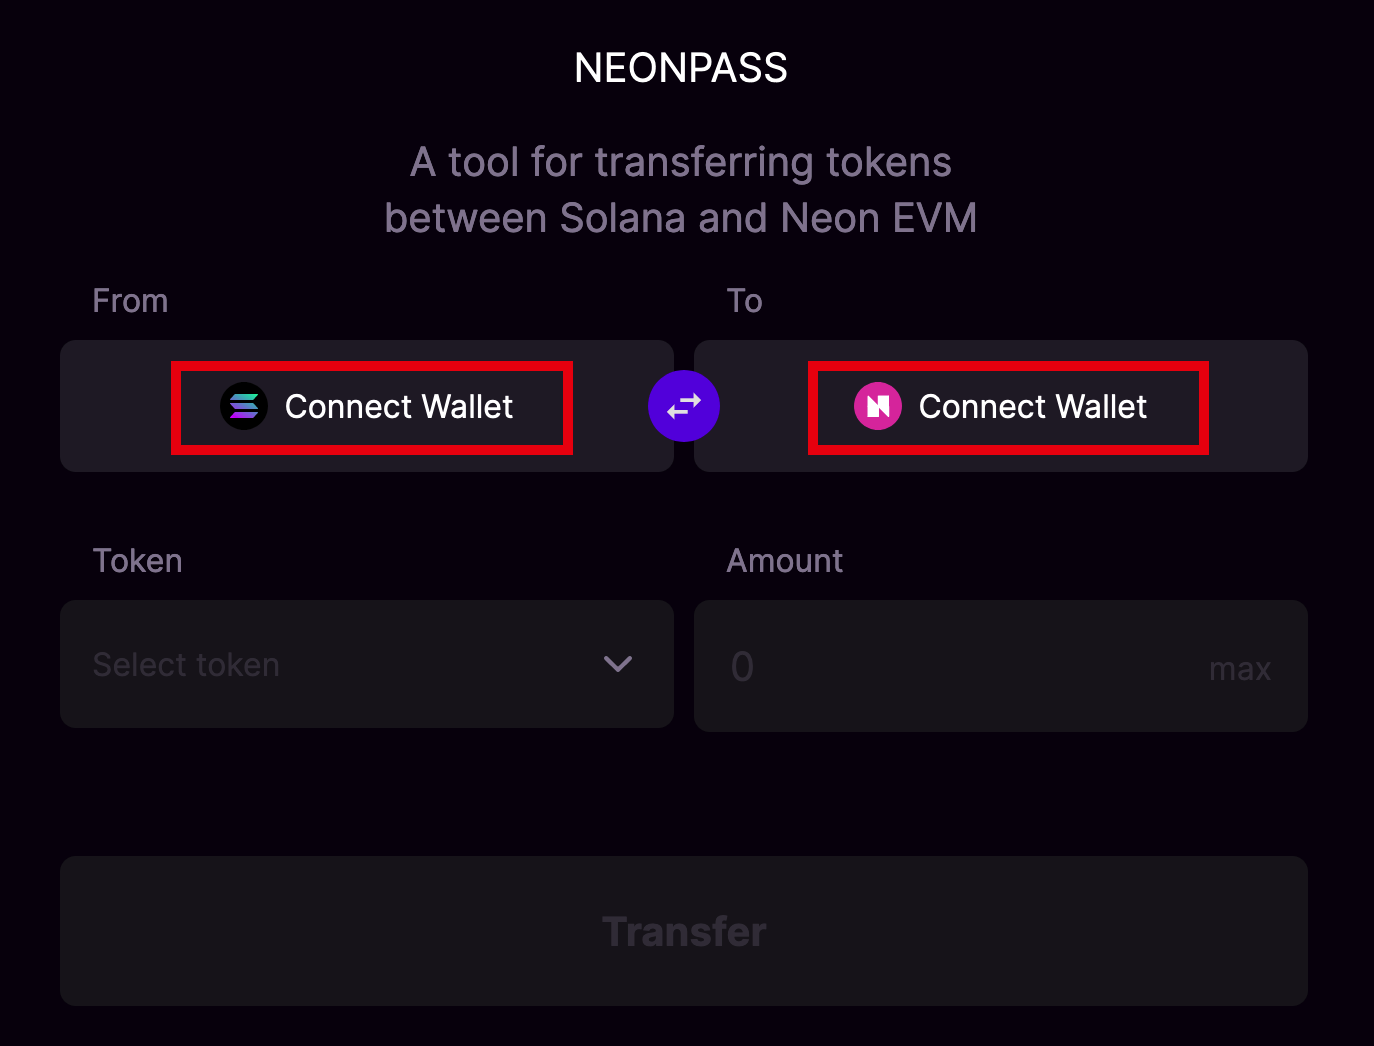 NEONPASS
A tool for transferring tokens
between Solana and Neon EVM
From
To
Connect Wallet
Connect Wallet
Token
Amount
Select token
0
max
Transfer